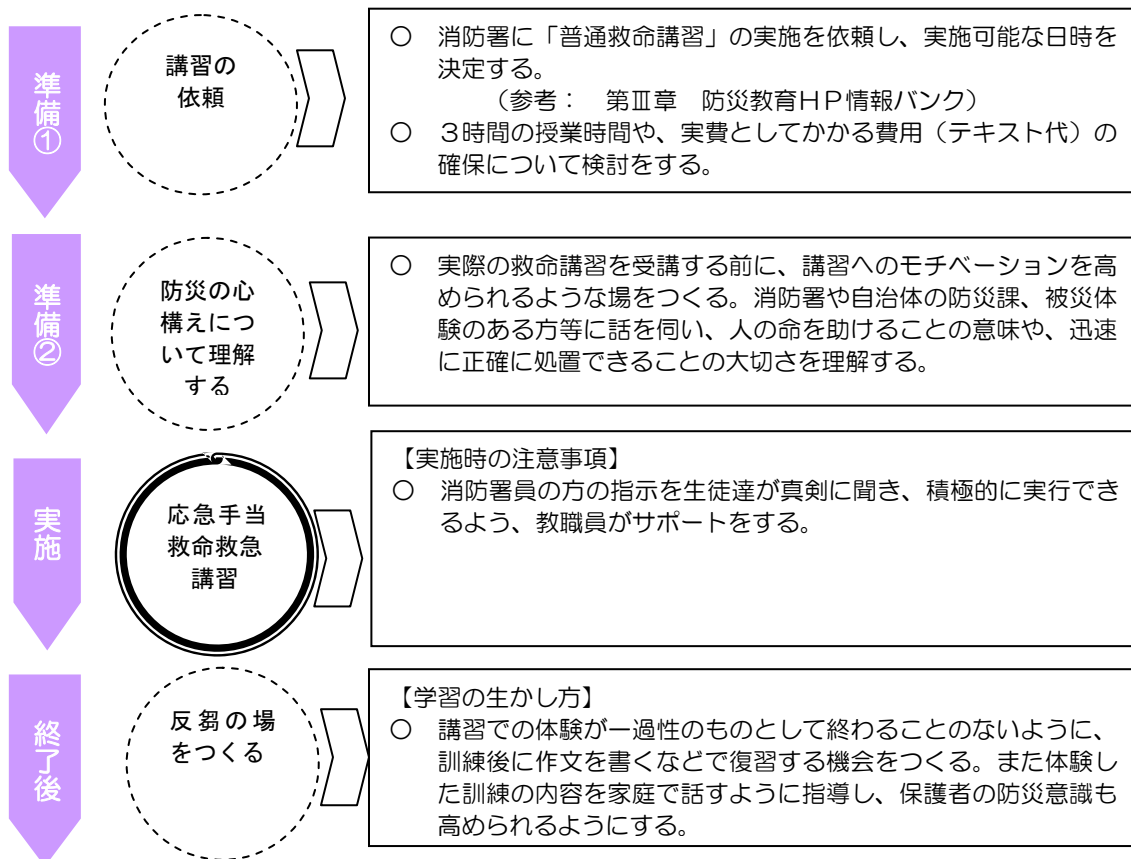 準備①
講習の
依頼
○ 消防署に「普通救命講習」の実施を依頼し、実施可能な日時を
決定する。
（参考： 第Ⅲ章 防災教育ＨＰ情報バンク）
○ ３時間の授業時間や、実費としてかかる費用（テキスト代）の
確保について検討をする。
準備②
防災の心
構えにつ
いて理解
する
○ 実際の救命講習を受講する前に、講習へのモチベーションを高
められるような場をつくる。消防署や自治体の防災課、被災体
験のある方等に話を伺い、人の命を助けることの意味や、迅速
に正確に処置できることの大切さを理解する。
実施
応急手当
救命救急
講習
【実施時の注意事項】
○ 消防署員の方の指示を生徒達が真剣に聞き、積極的に実行でき
るよう、教職員がサポートをする。
終了後
反芻の場
をつくる
【学習の生かし方】
○ 講習での体験が一過性のものとして終わることのないように、
訓練後に作文を書くなどで復習する機会をつくる。また体験し
た訓練の内容を家庭で話すように指導し、保護者の防災意識も
高められるようにする。